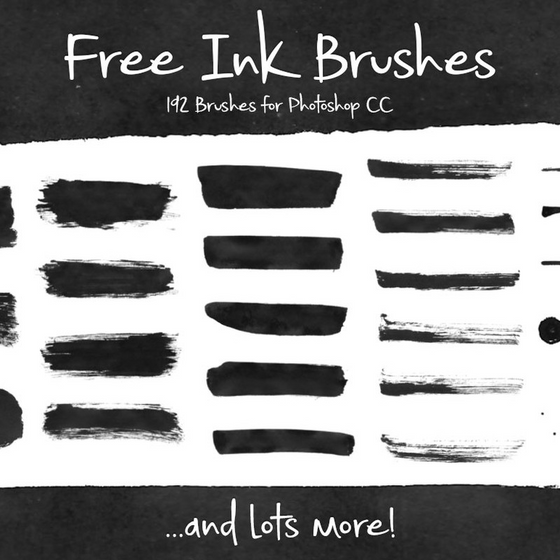 Free Ink Brushes
192 Brushes for Photoshop CC
...and lots more!